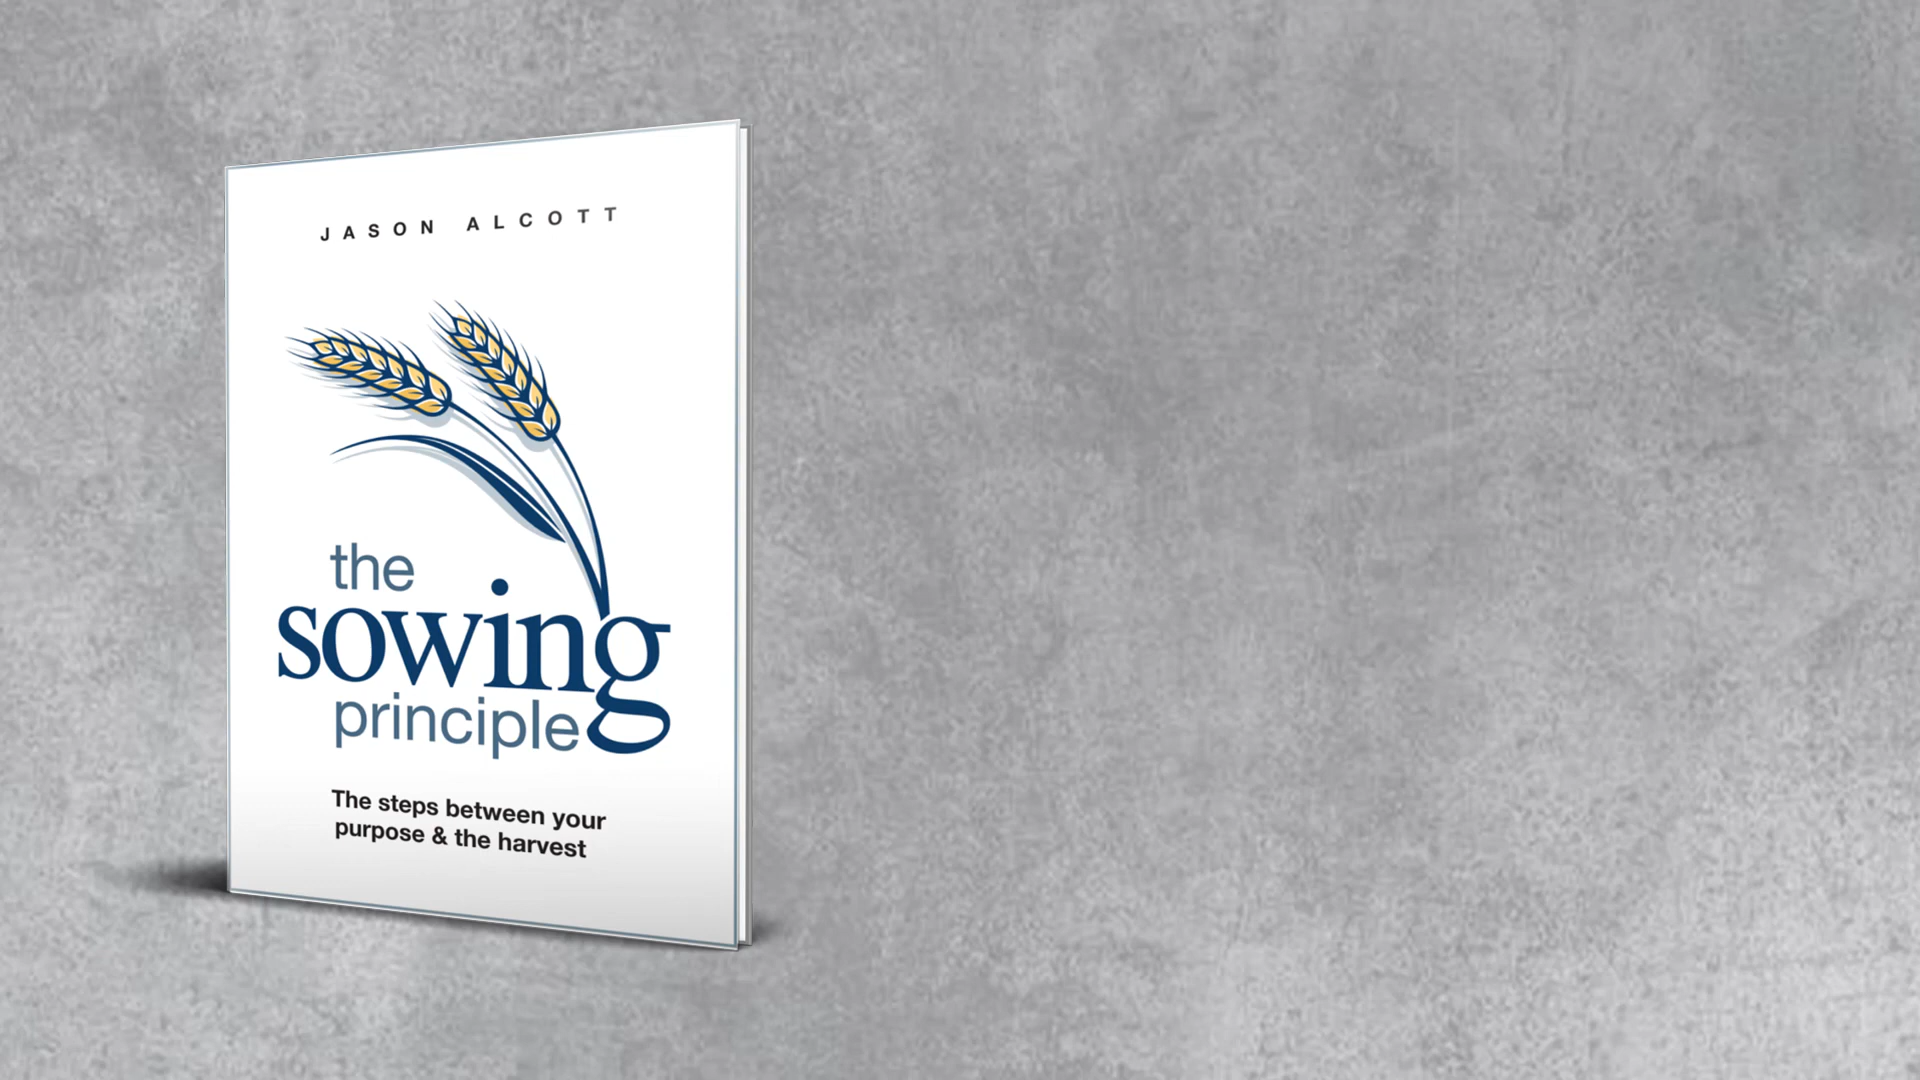 JASON ALCOTT
the
sowing
principle
The steps between your
purpose & the harvest